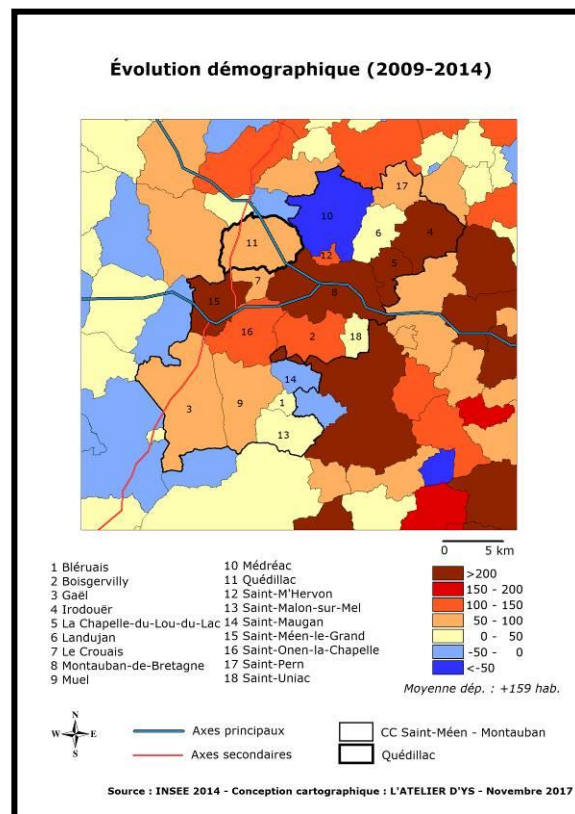 Évolution démographique (2009-2014)
17
10
4
6
11
12
5
7
8
15
16
2
18
14
3
9
1
13
0 5 km
1 Bléruais
2 Boisgervilly
3 Gaël
4 Irodouër
5 La Chapelle-du-Lou-du-Lac
6 Landujan
7 Le Crouais
8 Montauban-de-Bretagne
9 Muel
10 Médréac
11 Quédillac
12 Saint-M'Hervon
13 Saint-Malon-sur-Mel
14 Saint-Maugan
15 Saint-Méen-le-Grand
16 Saint-Onen-la-Chapelle
17 Saint-Pern
18 Saint-Uniac
>200
150 - 200
100 - 150
50 - 100
0 - 50
-50 - 0
<-50
Moyenne dép. : +159 hab.
N
W E
S
Axes principaux
Axes secondaires
CC Saint-Méen - Montauban
Quédillac
Source : INSEE 2014 - Conception cartographique : L'ATELIER D'YS - Novembre 2017